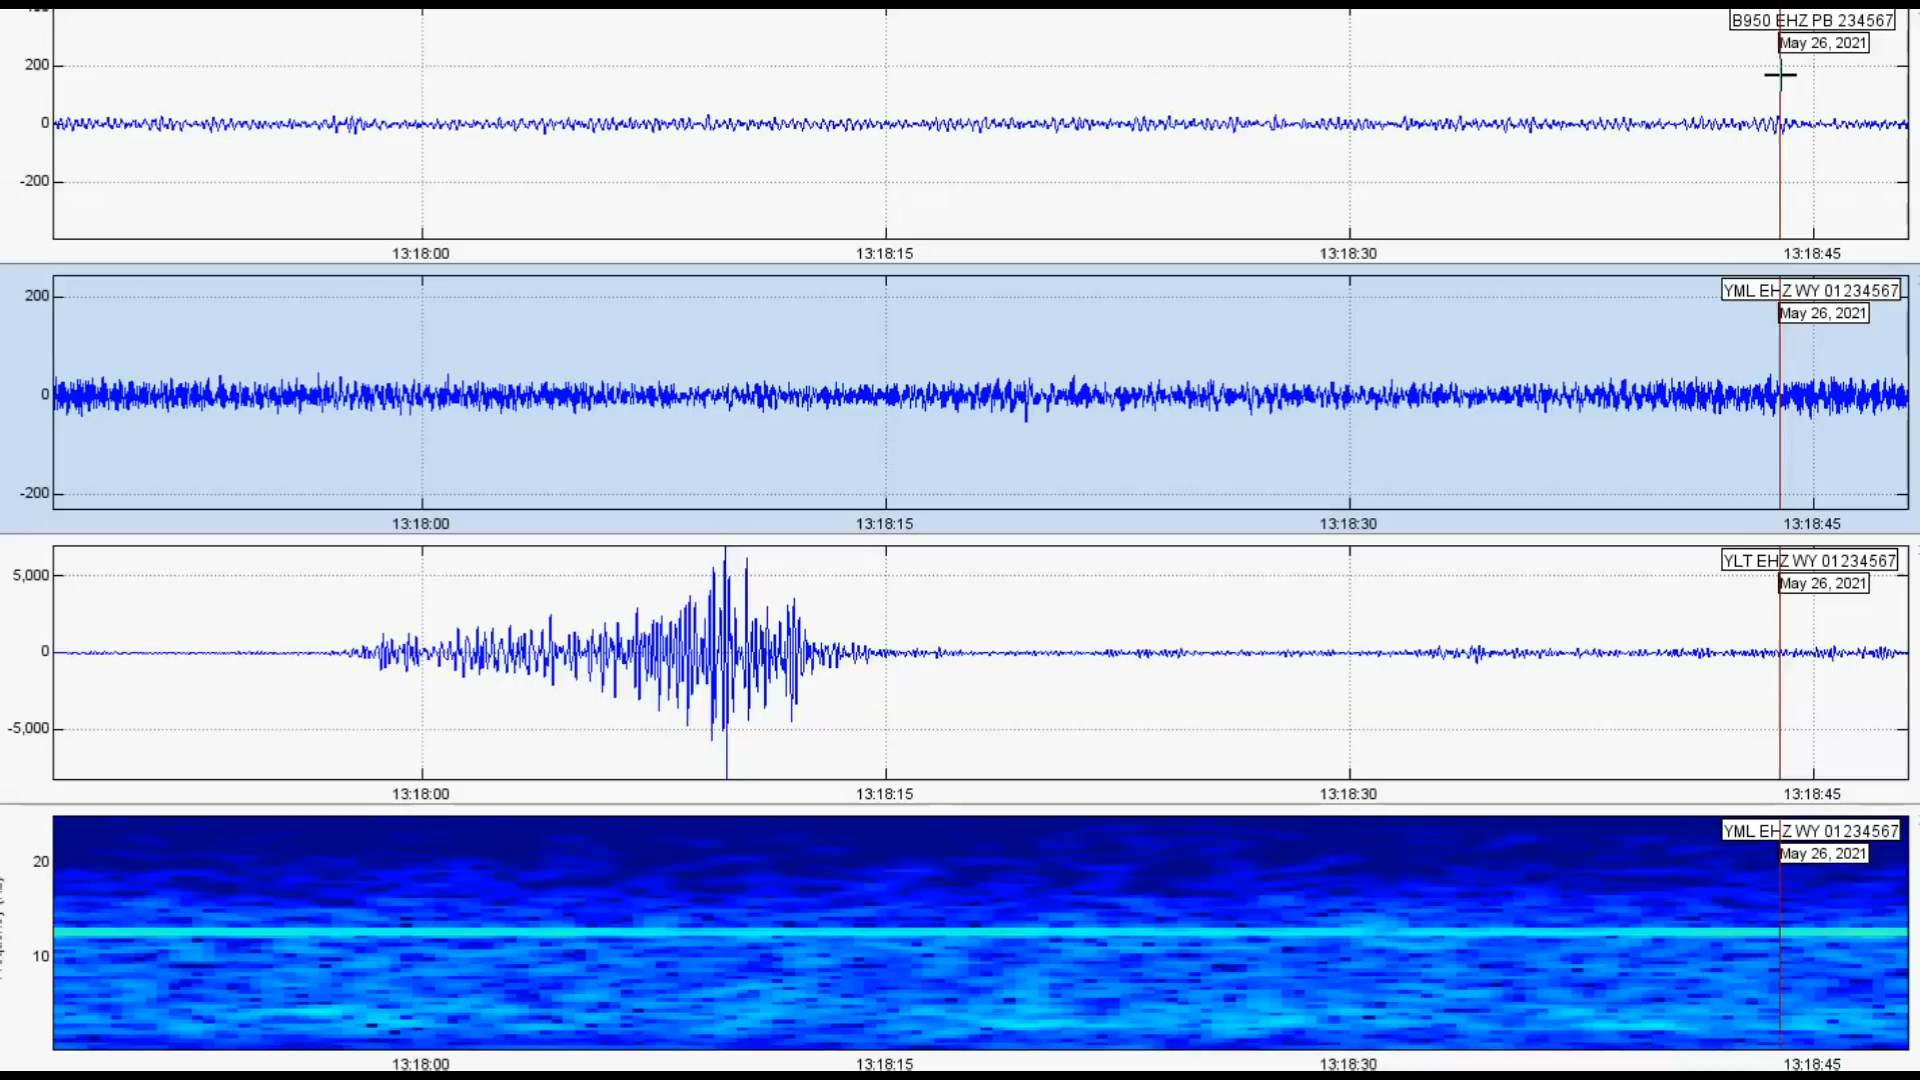 B950 EHZ PB 234567
May 26, 2021
200
0
-200
13:18:00 13:18:15 13:18:30 13:18:45
YML EHZ WY 01234567
May 26, 2021
200
0
-200
13:18:00 13:18:15 13:18:30 13:18:45
YLT EHZ WY 01234567
May 26, 2021
5,000
0
-5,000
13:18:00 13:18:15 13:18:30 13:18:45
YML EHZ WY 01234567
May 26, 2021
20
10
13:18:00 13:18:15 13:18:30 13:18:45